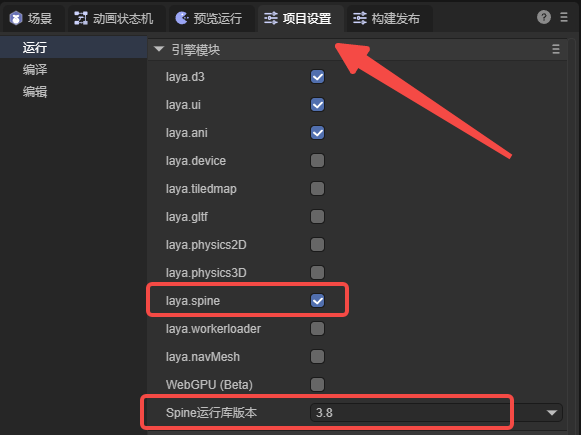 场景 动画状态机 预览运行 项目设置 构建发布
运行 引擎模块
编译 laya.d3
编辑 laya.ui
laya.ani
laya.device
laya.tiledmap
laya.gltf
laya.physics2D
laya.physics3D
laya.spine
laya.workerloader
laya.navMesh
WebGPU (Beta)
Spine运行库版本 3.8